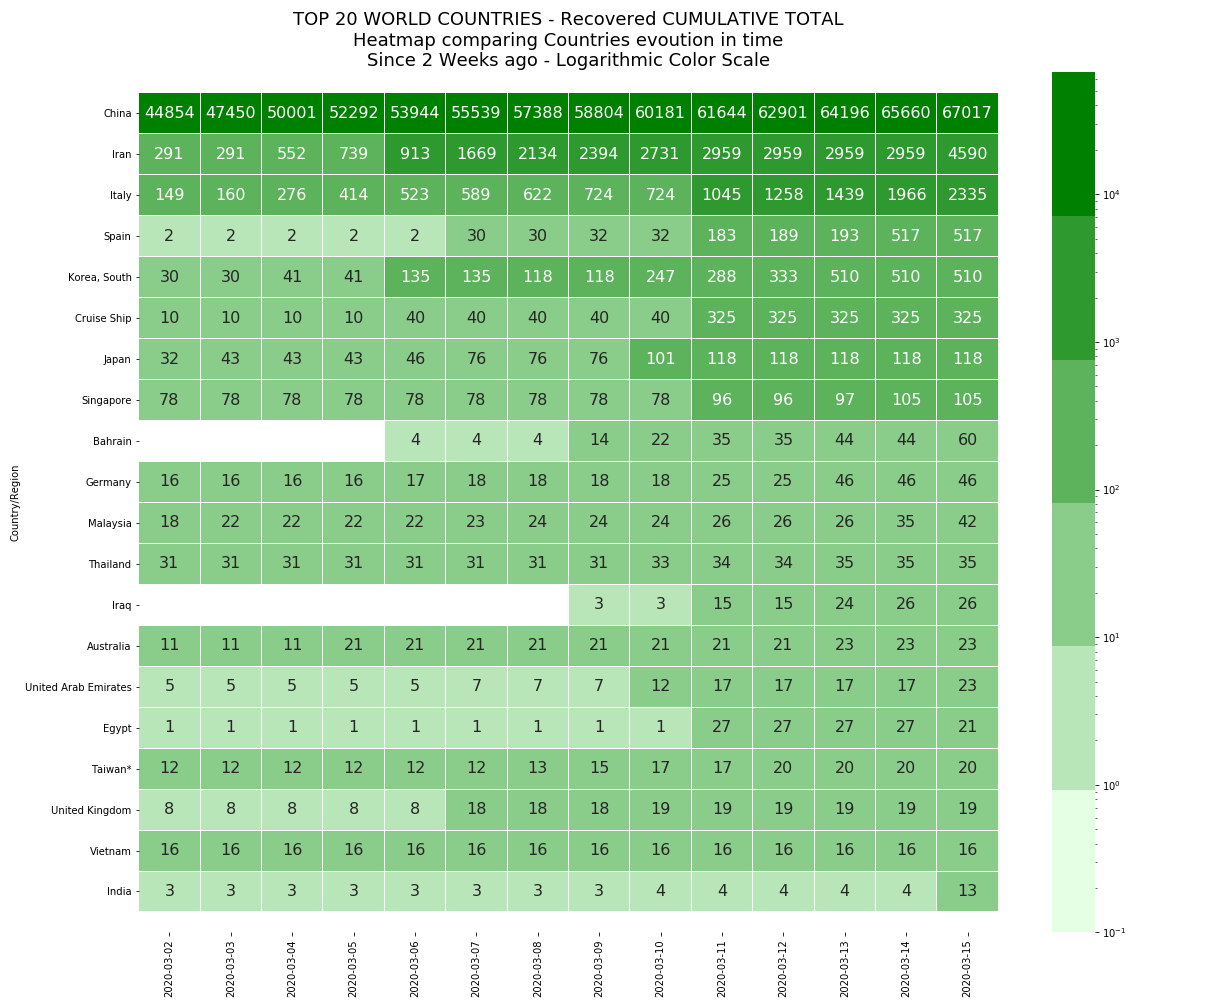 TOP 20 WORLD COUNTRIES - Recovered CUMULATIVE TOTAL
Heatmap comparing Countries evoution in time
Since 2 Weeks ago - Logarithmic Color Scale
Country/Region
China 44854 47450 50001 52292 53944 55539 57388 58804 60181 61644 62901 64196 65660 67017
Iran 291 291 552 739 913 1669 2134 2394 2731 2959 2959 2959 2959 4590
Italy 149 160 276 414 523 589 622 724 724 1045 1258 1439 1966 2335
Spain 2 2 2 2 2 30 30 32 32 183 189 193 517 517
Korea, South 30 30 41 41 135 135 118 118 247 288 333 510 510 510
Cruise Ship 10 10 10 10 40 40 40 40 40 325 325 325 325 325
Japan 32 43 43 43 46 76 76 76 101 118 118 118 118 118
Singapore 78 78 78 78 78 78 78 78 78 96 96 97 105 105
Bahrain 4 4 4 14 22 35 35 44 44 60
Germany 16 16 16 16 17 18 18 18 18 25 25 46 46 46
Malaysia 18 22 22 22 22 23 24 24 24 26 26 26 35 42
Thailand 31 31 31 31 31 31 31 31 33 34 34 35 35 35
Iraq 3 3 15 15 24 26 26
Australia 11 11 11 21 21 21 21 21 21 21 21 23 23 23
United Arab Emirates 5 5 5 5 5 7 7 7 12 17 17 17 17 23
Egypt 1 1 1 1 1 1 1 1 1 27 27 27 27 21
Taiwan* 12 12 12 12 12 12 13 15 17 17 20 20 20 20
United Kingdom 8 8 8 8 8 18 18 18 19 19 19 19 19 19
Vietnam 16 16 16 16 16 16 16 16 16 16 16 16 16 16
India 3 3 3 3 3 3 3 3 4 4 4 4 4 13
2020-03-02 2020-03-03 2020-03-04 2020-03-05 2020-03-06 2020-03-07 2020-03-08 2020-03-09 2020-03-10 2020-03-11 2020-03-12 2020-03-13 2020-03-14 2020-03-15
10⁴
10³
10²
10¹
10⁰
10⁻¹